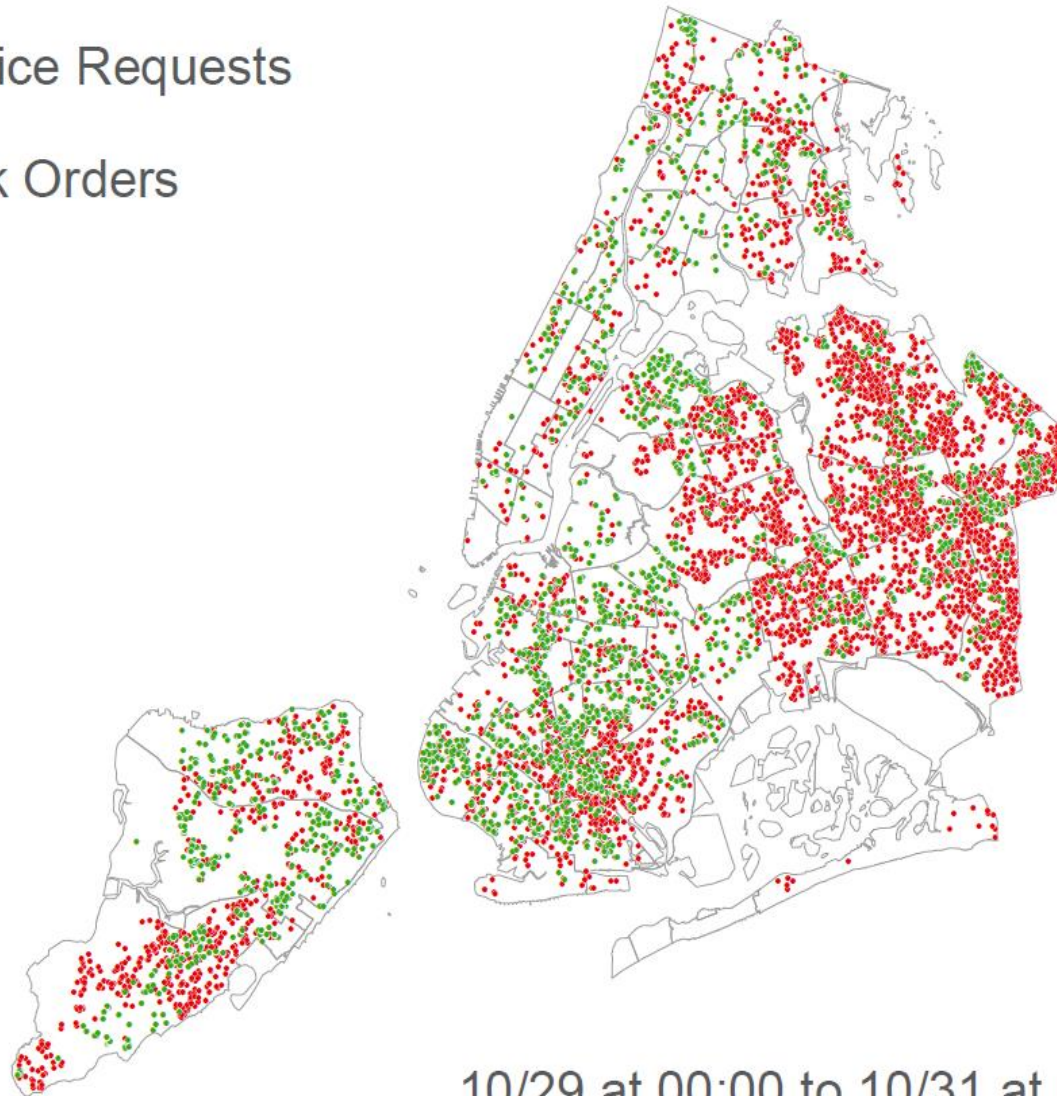 ice Requests
k Orders
10/29 at 00:00 to 10/31 at